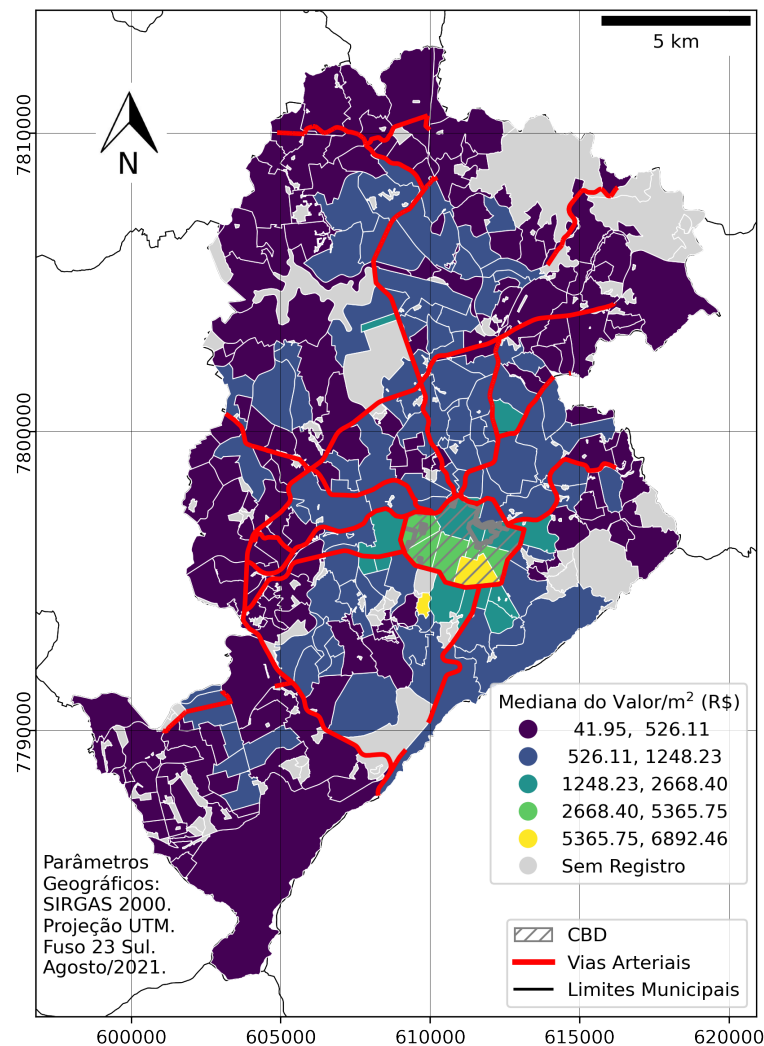 5 km
N
7810000
7800000
7790000
Mediana do Valor/m² (R$)
41.95, 526.11
526.11, 1248.23
1248.23, 2668.40
2668.40, 5365.75
5365.75, 6892.46
Sem Registro
Parâmetros
Geográficos:
SIRGAS 2000.
Projeção UTM.
Fuso 23 Sul.
Agosto/2021.
CBD
Vias Arteriais
Limites Municipais
600000 605000 610000 615000 620000